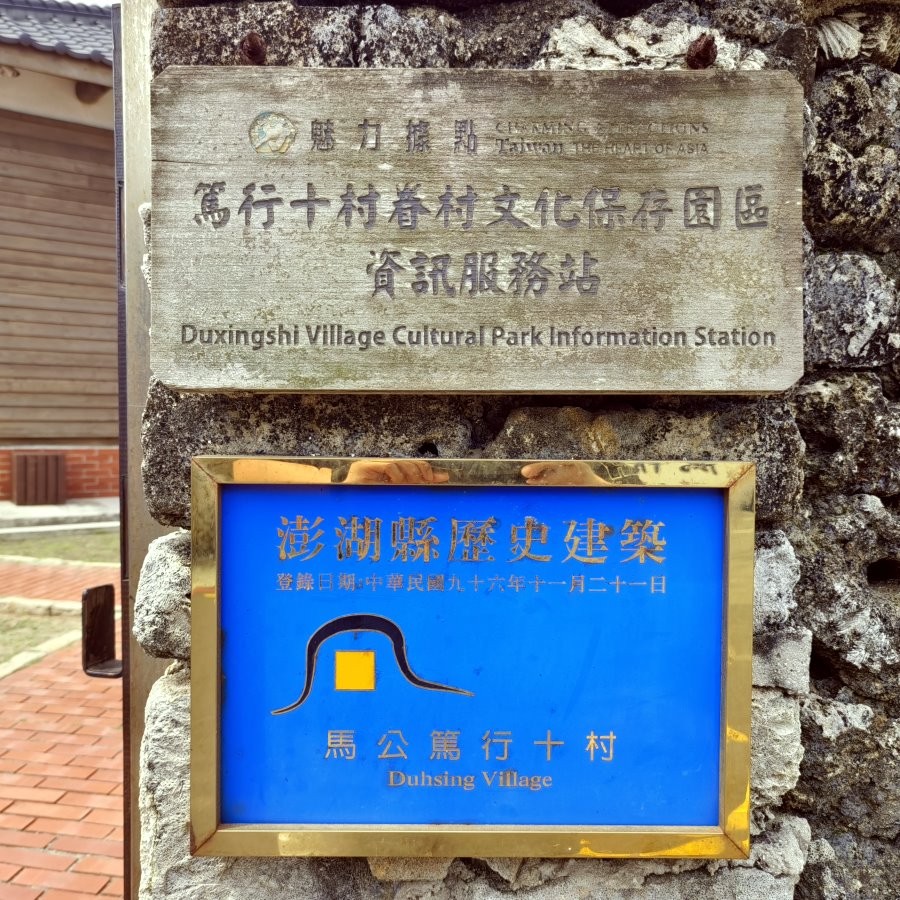 魅力據點 CHARMING ATTRACTIONS
Taiwan THE HEART OF ASIA
篤行十村眷村文化保存園區
資訊服務站
Duxingshi Village Cultural Park Information Station
澎湖縣歷史建築
登錄日期:中華民國九十六年十一月二十一日
馬公篤行十村
Duhsing Village